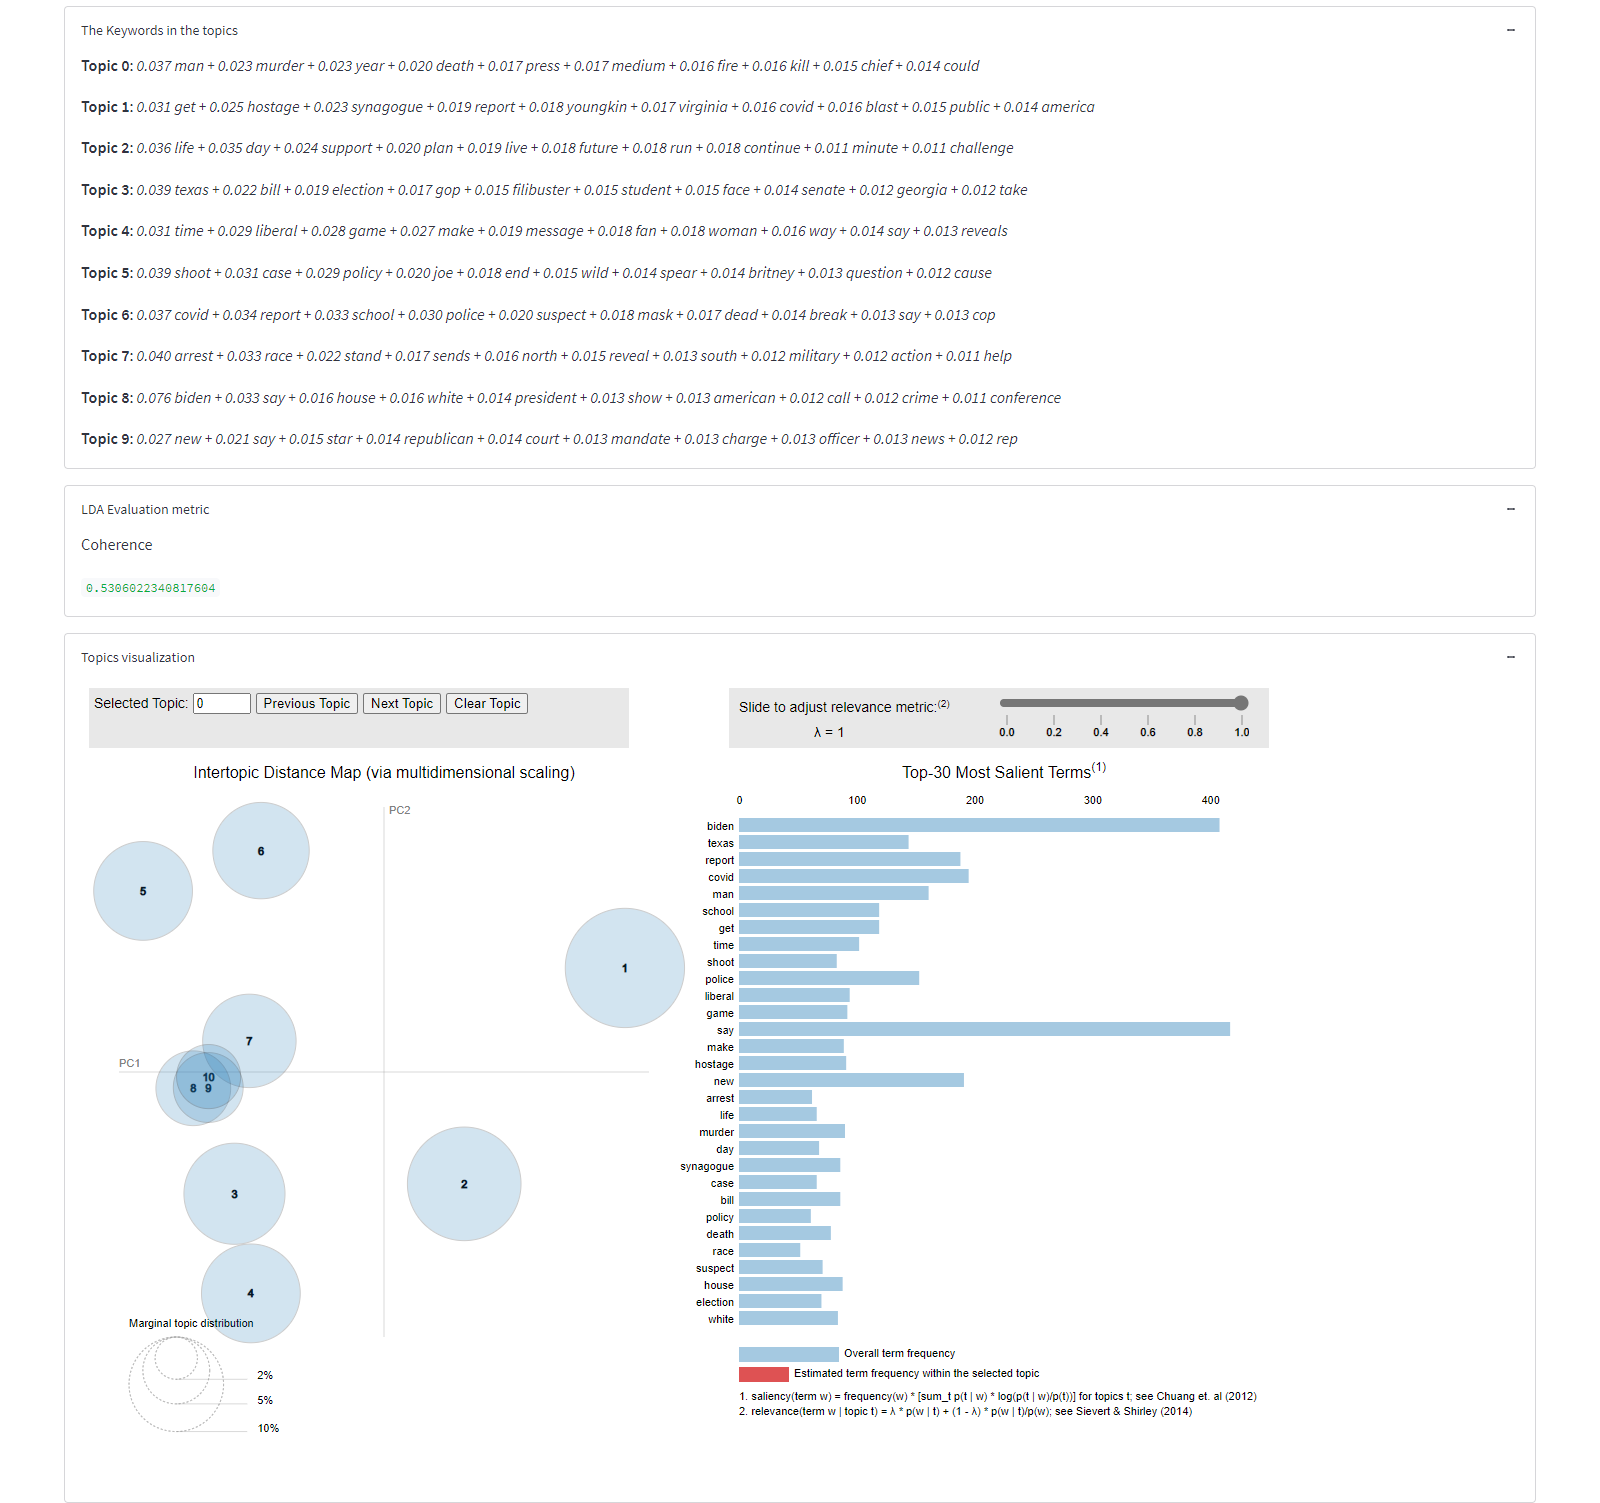 The Keywords in the topics
Topic 0: 0.037 man + 0.023 murder + 0.023 year + 0.020 death + 0.017 press + 0.017 medium + 0.016 fire + 0.016 kill + 0.015 chief + 0.014 could
Topic 1: 0.031 get + 0.025 hostage + 0.023 synagogue + 0.019 report + 0.018 youngkin + 0.017 virginia + 0.016 covid + 0.016 blast + 0.015 public + 0.014 america
Topic 2: 0.036 life + 0.035 day + 0.024 support + 0.020 plan + 0.019 live + 0.018 future + 0.018 run + 0.018 continue + 0.011 minute + 0.011 challenge
Topic 3: 0.039 texas + 0.022 bill + 0.019 election + 0.017 gop + 0.015 filibuster + 0.015 student + 0.015 face + 0.014 senate + 0.012 georgia + 0.012 take
Topic 4: 0.031 time + 0.029 liberal + 0.028 game + 0.027 make + 0.019 message + 0.018 fan + 0.018 woman + 0.016 way + 0.014 say + 0.013 reveals
Topic 5: 0.039 shoot + 0.031 case + 0.029 policy + 0.020 joe + 0.018 end + 0.015 wild + 0.014 spear + 0.014 britney + 0.013 question + 0.012 cause
Topic 6: 0.037 covid + 0.034 report + 0.033 school + 0.030 police + 0.020 suspect + 0.018 mask + 0.017 dead + 0.014 break + 0.013 say + 0.013 cop
Topic 7: 0.040 arrest + 0.033 race + 0.022 stand + 0.017 sends + 0.016 north + 0.015 reveal + 0.013 south + 0.012 military + 0.012 action + 0.011 help
Topic 8: 0.076 biden + 0.033 say + 0.016 house + 0.016 white + 0.014 president + 0.013 show + 0.013 american + 0.012 call + 0.012 crime + 0.011 conference
Topic 9: 0.027 new + 0.021 say + 0.015 star + 0.014 republican + 0.014 court + 0.013 mandate + 0.013 charge + 0.013 officer + 0.013 news + 0.012 rep
LDA Evaluation metric
Coherence
0.5306022340817604
Topics visualization
Selected Topic: 0 Previous Topic Next Topic Clear Topic
Slide to adjust relevance metric:(2)
λ = 1
0.0 0.2 0.4 0.6 0.8 1.0
Intertopic Distance Map (via multidimensional scaling)
PC2
PC1
6
5
1
7
10
8 9
3
2
4
Marginal topic distribution
2%
5%
10%
Top-30 Most Salient Terms(1)
0 100 200 300 400
biden
texas
report
covid
man
school
get
time
shoot
police
liberal
game
say
make
hostage
new
arrest
life
murder
day
synagogue
case
bill
policy
death
race
suspect
house
election
white
Overall term frequency
Estimated term frequency within the selected topic
1. saliency(term w) = frequency(w) * [sum_t p(t | w) * log(p(t | w)/p(t))] for topics t; see Chuang et. al (2012)
2. relevance(term w | topic t) = λ * p(w | t) + (1 - λ) * p(w | t)/p(w); see Sievert & Shirley (2014)